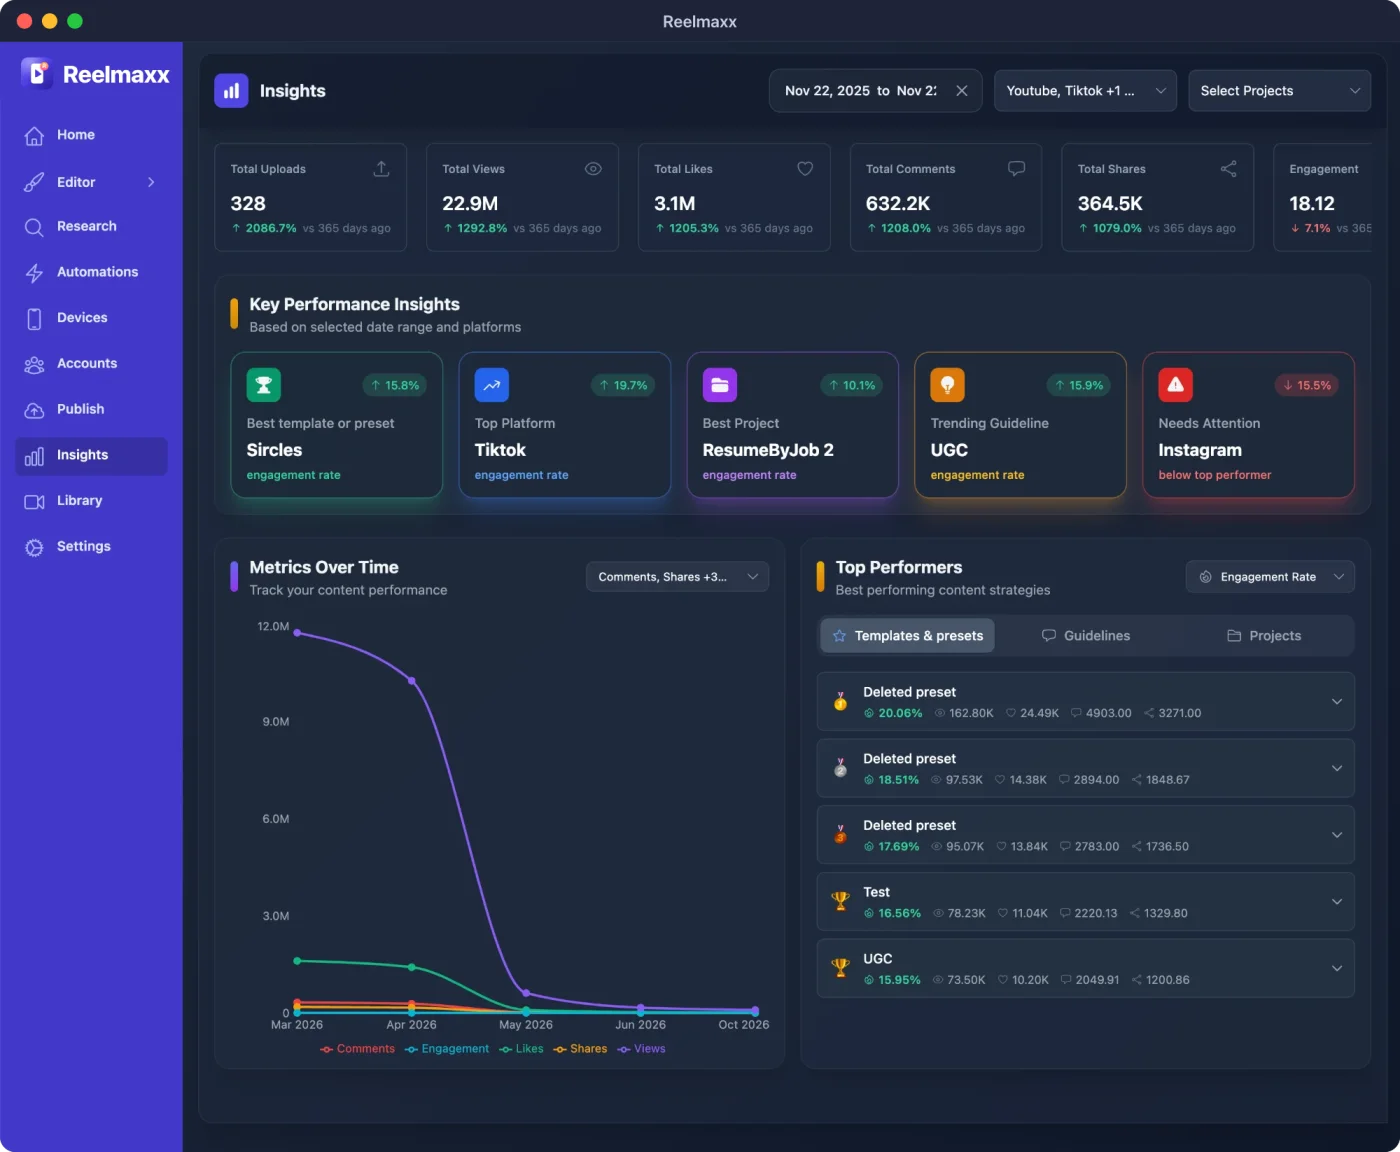 Reelmaxx
Reelmaxx
Home
Editor
Research
Automations
Devices
Accounts
Publish
Insights
Library
Settings
Insights
Nov 22, 2025 to Nov 22
Youtube, Tiktok +1 ...
Select Projects
Total Uploads
328
↑ 2086.7% vs 365 days ago
Total Views
22.9M
↑ 1292.8% vs 365 days ago
Total Likes
3.1M
↑ 1205.3% vs 365 days ago
Total Comments
632.2K
↑ 1208.0% vs 365 days ago
Total Shares
364.5K
↑ 1079.0% vs 365 days ago
Engagement
18.12
↓ 7.1% vs 365
Key Performance Insights
Based on selected date range and platforms
↑ 15.8%
Best template or preset
Sircles
engagement rate
↑ 19.7%
Top Platform
Tiktok
engagement rate
↑ 10.1%
Best Project
ResumeByJob 2
engagement rate
↑ 15.9%
Trending Guideline
UGC
engagement rate
↓ 15.5%
Needs Attention
Instagram
below top performer
Metrics Over Time
Track your content performance
Comments, Shares +3...
12.0M
9.0M
6.0M
3.0M
0
Mar 2026 Apr 2026 May 2026 Jun 2026 Oct 2026
Comments Engagement Likes Shares Views
Top Performers
Best performing content strategies
Engagement Rate
Templates & presets Guidelines Projects
1
Deleted preset
20.06% 162.80K 24.49K 4903.00 3271.00
2
Deleted preset
18.51% 97.53K 14.38K 2894.00 1848.67
3
Deleted preset
17.69% 95.07K 13.84K 2783.00 1736.50
Test
16.56% 78.23K 11.04K 2220.13 1329.80
UGC
15.95% 73.50K 10.20K 2049.91 1200.86